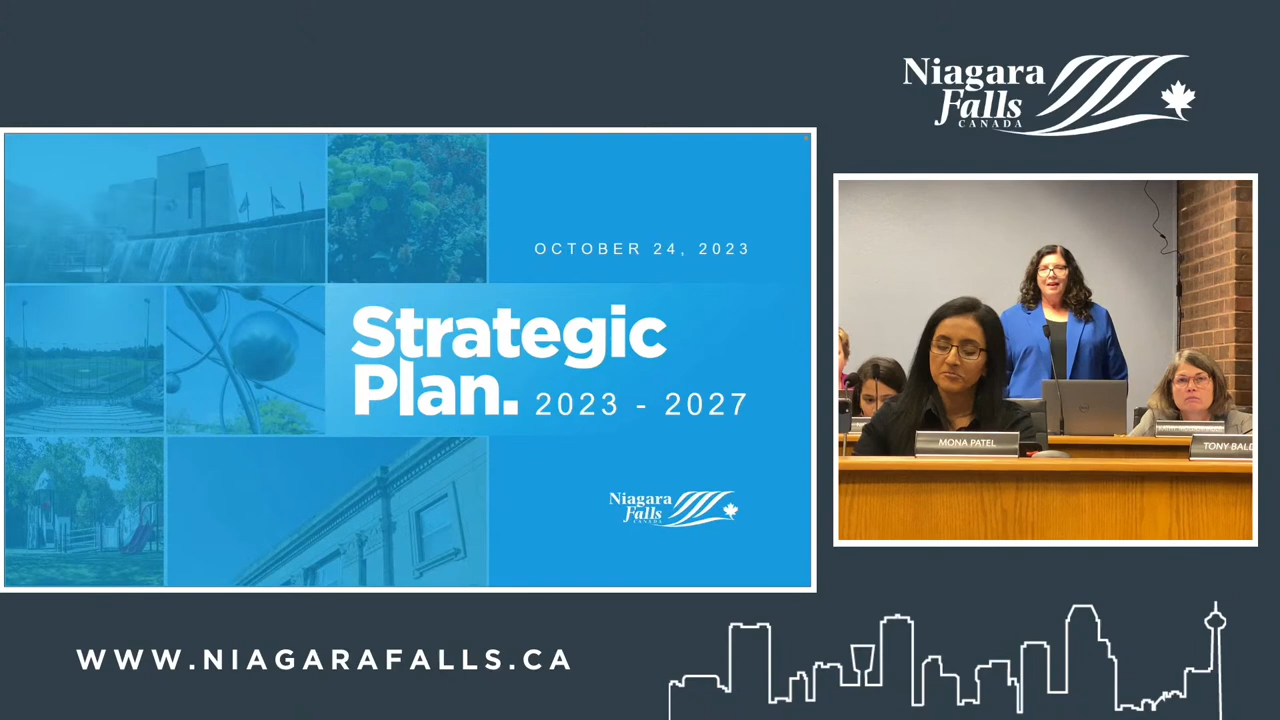 Niagara
Falls
CANADA
OCTOBER 24, 2023
Strategic
Plan. 2023 - 2027
Niagara
Falls
CANADA
MONA PATEL
TONY BALD
WWW.NIAGARAFALLS.CA